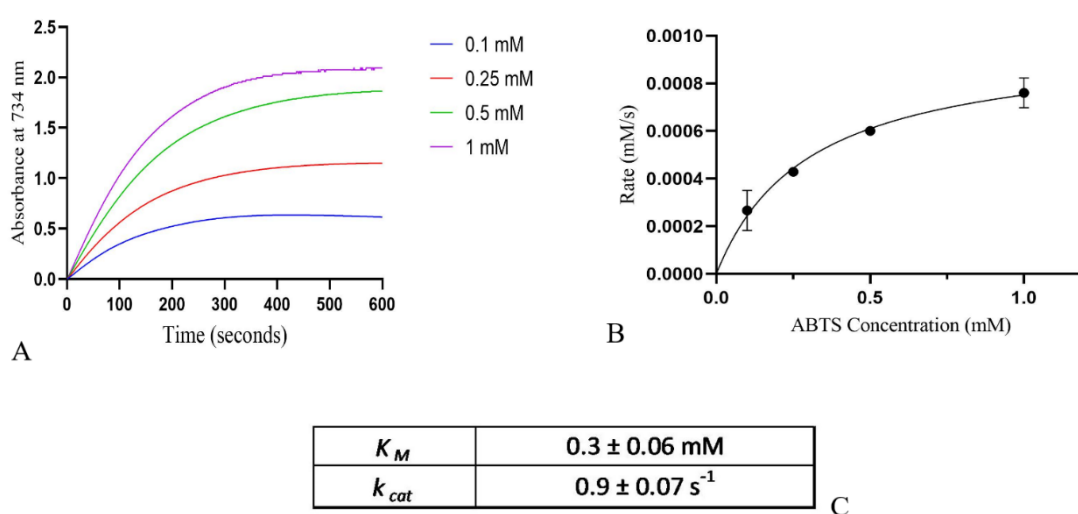 2.5
2.0
1.5
1.0
0.5
0.0
Absorbance at 734 nm
0 100 200 300 400 500 600
Time (seconds)
0.1 mM
0.25 mM
0.5 mM
1 mM
A
0.0010
0.0008
0.0006
0.0004
0.0002
0.0000
Rate (mM/s)
0.0 0.5 1.0
ABTS Concentration (mM)
B
K_M 0.3 ± 0.06 mM
k_cat 0.9 ± 0.07 s⁻¹
C